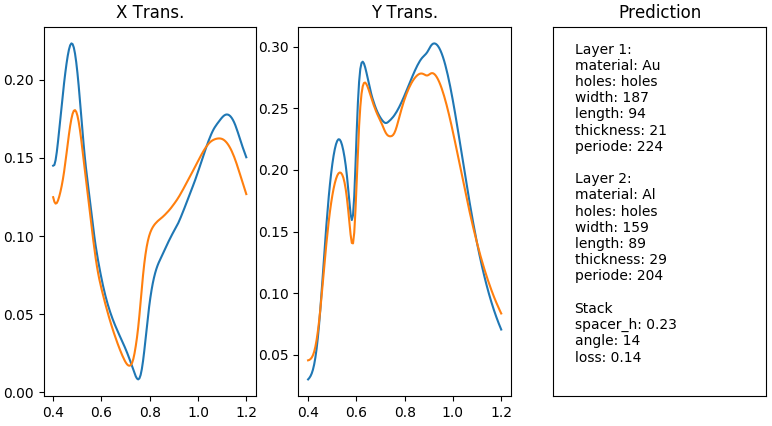 X Trans.
0.20
0.15
0.10
0.05
0.00
0.4 0.6 0.8 1.0 1.2
Y Trans.
0.30
0.25
0.20
0.15
0.10
0.05
0.4 0.6 0.8 1.0 1.2
Prediction
Layer 1:
material: Au
holes: holes
width: 187
length: 94
thickness: 21
periode: 224
Layer 2:
material: Al
holes: holes
width: 159
length: 89
thickness: 29
periode: 204
Stack
spacer_h: 0.23
angle: 14
loss: 0.14